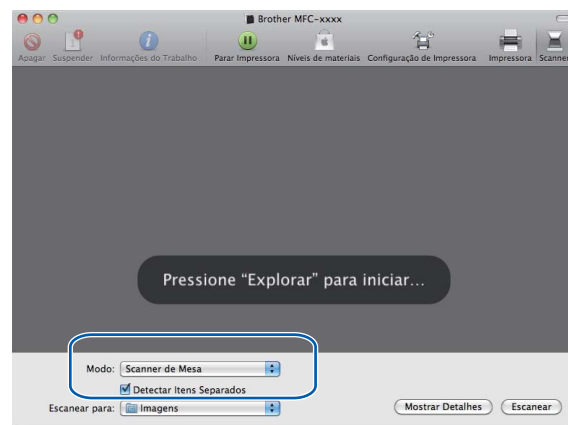 Brother MFC-xxxx
Apagar Suspender Informações do Trabalho Parar Impressora Níveis de materiais Configuração de Impressora Impressora Scanner
Pressione “Explorar” para iniciar...
Modo: Scanner de Mesa
Detectar Itens Separados
Escanear para: Imagens Mostrar Detalhes Escanear